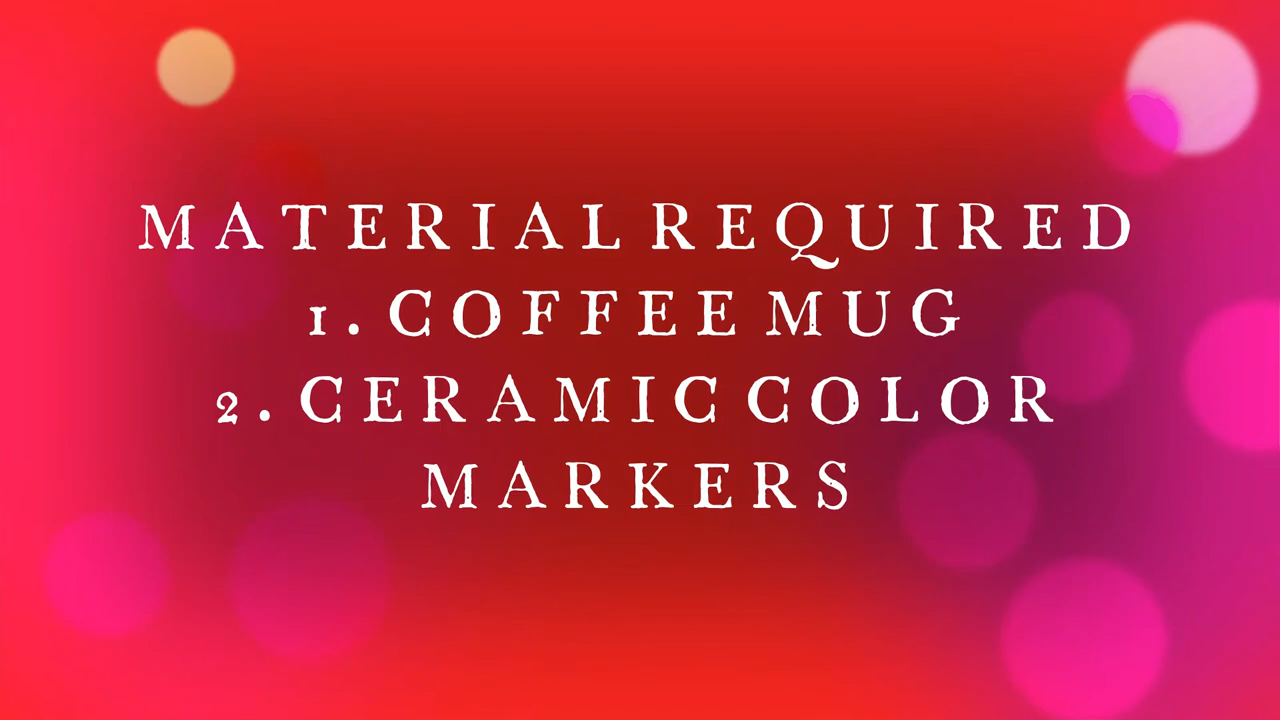 MATERIAL REQUIRED
1. COFFEE MUG
2. CERAMIC COLOR
MARKERS